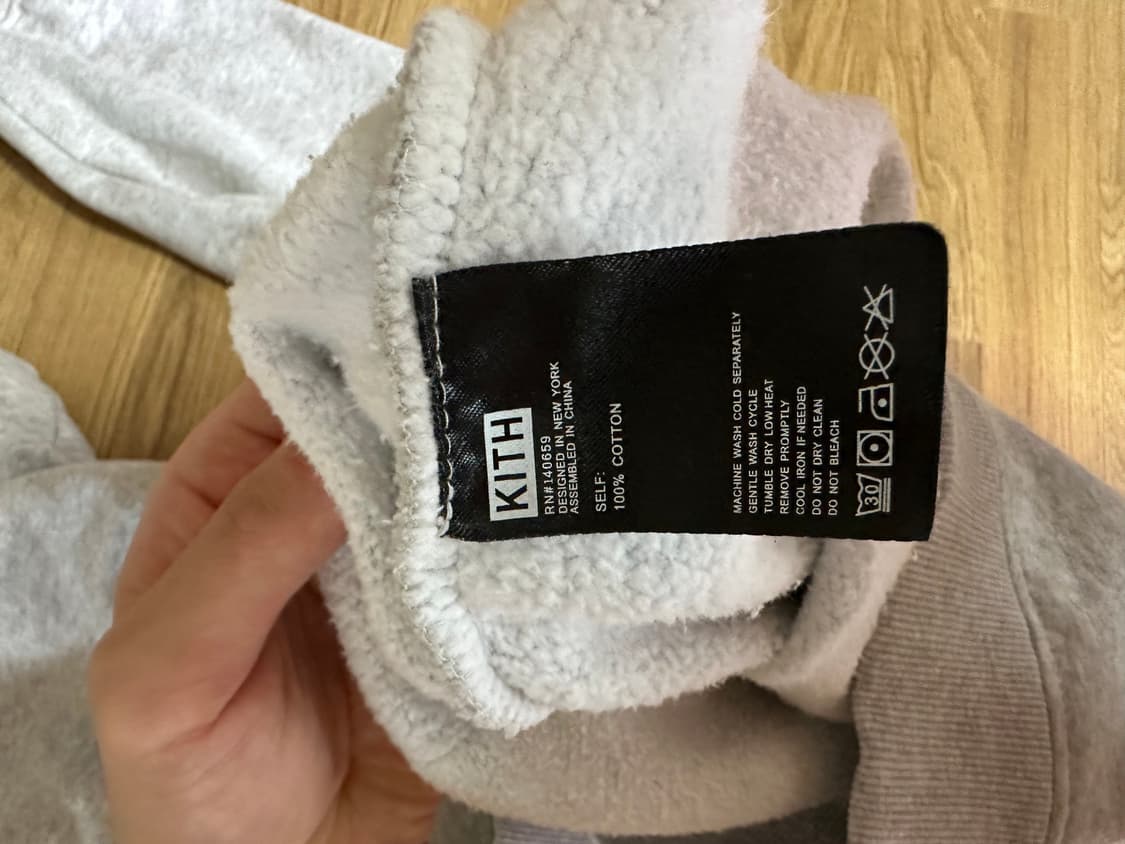 KITH
RN#140659
DESIGNED IN NEW YORK
ASSEMBLED IN CHINA
SELF:
100% COTTON
MACHINE WASH COLD SEPARATELY
GENTLE WASH CYCLE
TUMBLE DRY LOW HEAT
REMOVE PROMPTLY
COOL IRON IF NEEDED
DO NOT DRY CLEAN
DO NOT BLEACH
30